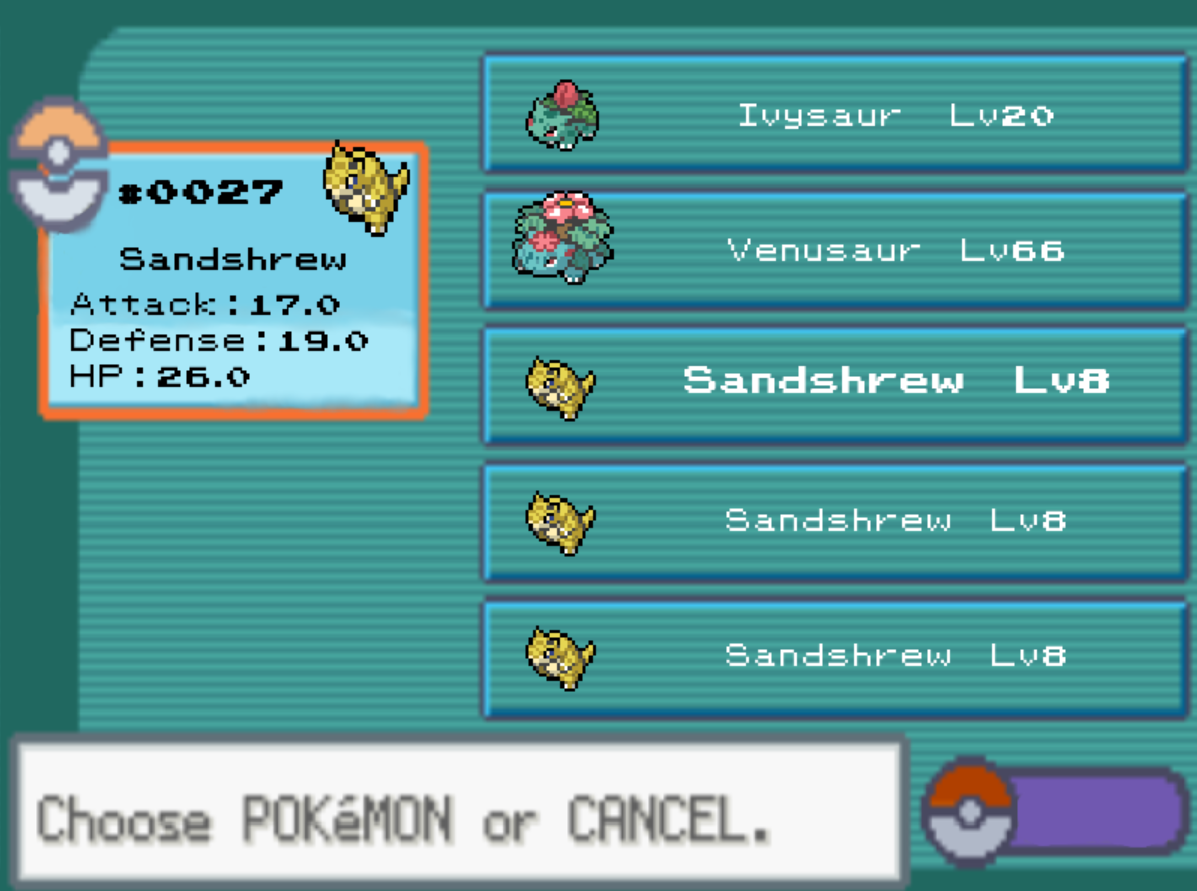 #0027
Sandshrew
Attack:17.0
Defense:19.0
HP:26.0
Ivysaur Lv20
Venusaur Lv66
Sandshrew Lv8
Sandshrew Lv8
Sandshrew Lv8
Choose POKéMON or CANCEL.